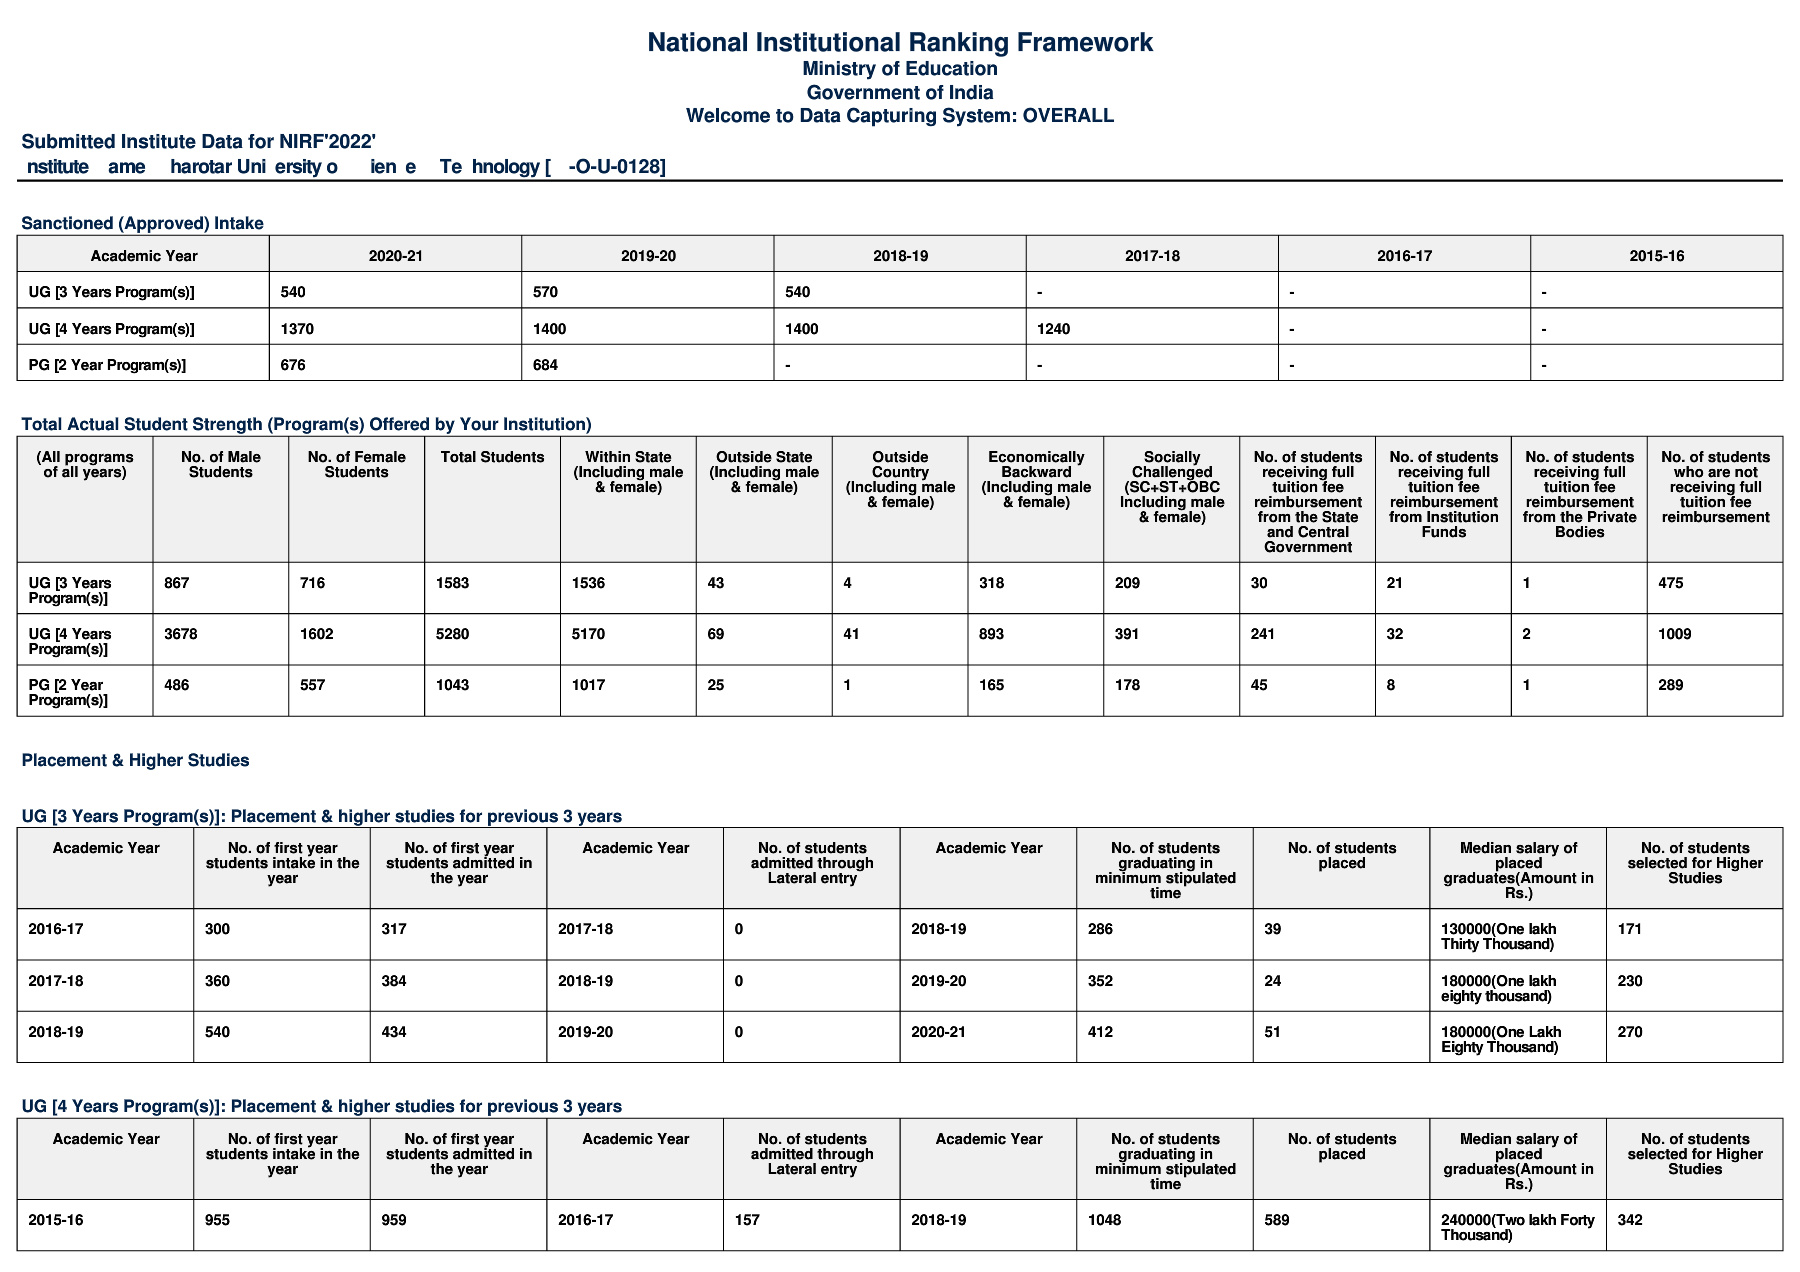 National Institutional Ranking Framework
Ministry of Education
Government of India
Welcome to Data Capturing System: OVERALL
Submitted Institute Data for NIRF'2022'
nstitute ame harotar Uni ersity o ien e Te hnology [ -O-U-0128]
Sanctioned (Approved) Intake
Academic Year 2020-21 2019-20 2018-19 2017-18 2016-17 2015-16
UG [3 Years Program(s)] 540 570 540 - - -
UG [4 Years Program(s)] 1370 1400 1400 1240 - -
PG [2 Year Program(s)] 676 684 - - - -
Total Actual Student Strength (Program(s) Offered by Your Institution)
(All programs No. of Male No. of Female Total Students Within State Outside State Outside Economically Socially No. of students No. of students No. of students No. of students
of all years) Students Students (Including male (Including male Country Backward Challenged receiving full receiving full receiving full who are not
& female) & female) (Including male (Including male (SC+ST+OBC tuition fee tuition fee tuition fee receiving full
& female) & female) Including male reimbursement reimbursement reimbursement tuition fee
& female) from the State from Institution from the Private reimbursement
and Central Funds Bodies
Government
UG [3 Years 867 716 1583 1536 43 4 318 209 30 21 1 475
Program(s)]
UG [4 Years 3678 1602 5280 5170 69 41 893 391 241 32 2 1009
Program(s)]
PG [2 Year 486 557 1043 1017 25 1 165 178 45 8 1 289
Program(s)]
Placement & Higher Studies
UG [3 Years Program(s)]: Placement & higher studies for previous 3 years
Academic Year No. of first year No. of first year Academic Year No. of students Academic Year No. of students No. of students Median salary of No. of students
students intake in the students admitted in admitted through graduating in placed placed selected for Higher
year the year Lateral entry minimum stipulated graduates(Amount in Studies
time Rs.)
2016-17 300 317 2017-18 0 2018-19 286 39 130000(One lakh 171
Thirty Thousand)
2017-18 360 384 2018-19 0 2019-20 352 24 180000(One lakh 230
eighty thousand)
2018-19 540 434 2019-20 0 2020-21 412 51 180000(One Lakh 270
Eighty Thousand)
UG [4 Years Program(s)]: Placement & higher studies for previous 3 years
Academic Year No. of first year No. of first year Academic Year No. of students Academic Year No. of students No. of students Median salary of No. of students
students intake in the students admitted in admitted through graduating in placed placed selected for Higher
year the year Lateral entry minimum stipulated graduates(Amount in Studies
time Rs.)
2015-16 955 959 2016-17 157 2018-19 1048 589 240000(Two lakh Forty 342
Thousand)